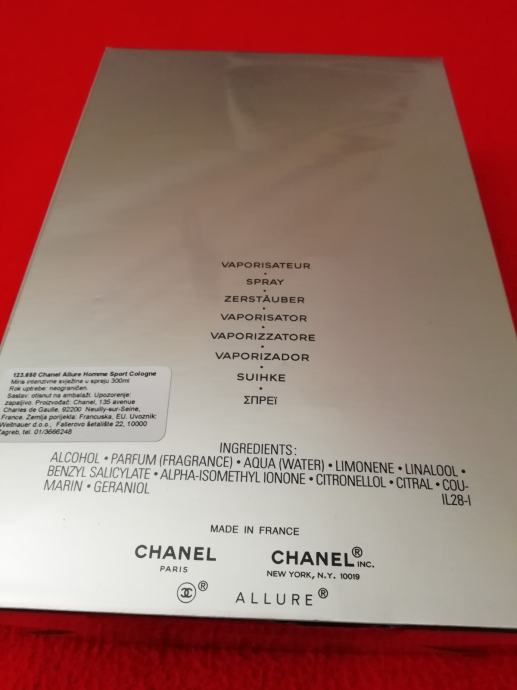 VAPORISATEUR
•
SPRAY
•
ZERSTÄUBER
•
VAPORISATOR
•
VAPORIZZATORE
•
VAPORIZADOR
•
SUIHKE
•
ΣΠΡΕΪ
123.650 Chanel Allure Homme Sport Cologne
Miris intenzivne svježine u spreju 300ml
Rok uptrebe: neograničen.
Sastav: otisnut na ambalaži. Upozorenje:
zapaljivo. Proizvođač: Chanel, 135 avenue
Charles de Gaulle, 92200 Neuilly-sur-Seine,
France. Zemlja porijekla: Francuska, EU. Uvoznik:
Weithauer d.o.o., Fallerovo šetalište 22, 10000
Zagreb, tel. 01/3666248
INGREDIENTS:
ALCOHOL • PARFUM (FRAGRANCE) • AQUA (WATER) • LIMONENE • LINALOOL •
BENZYL SALICYLATE • ALPHA-ISOMETHYL IONONE • CITRONELLOL • CITRAL • COU-
MARIN • GERANIOL
IL28-I
MADE IN FRANCE
CHANEL
PARIS
CHANEL® INC.
NEW YORK, N.Y. 10019
® ALLURE®